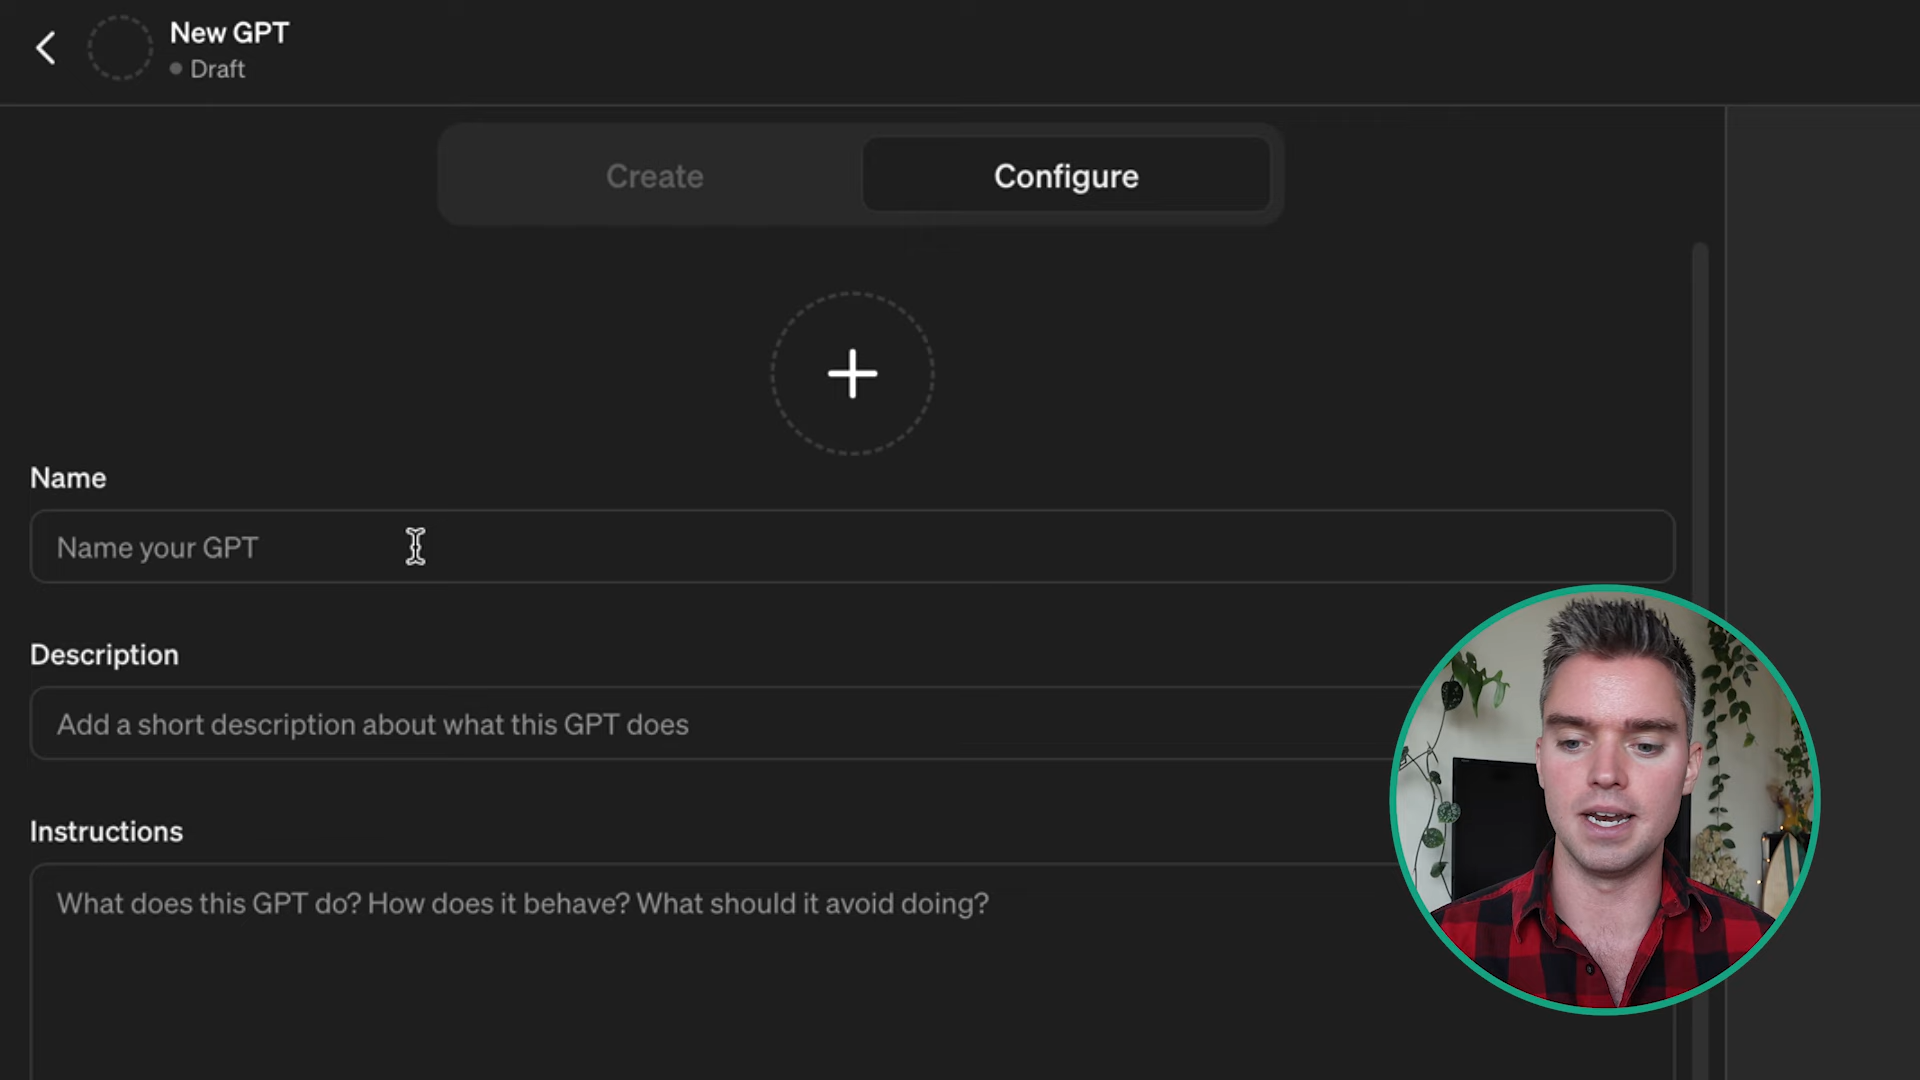 New GPT
Draft
Create
Configure
Name
Name your GPT
Description
Add a short description about what this GPT does
Instructions
What does this GPT do? How does it behave? What should it avoid doing?